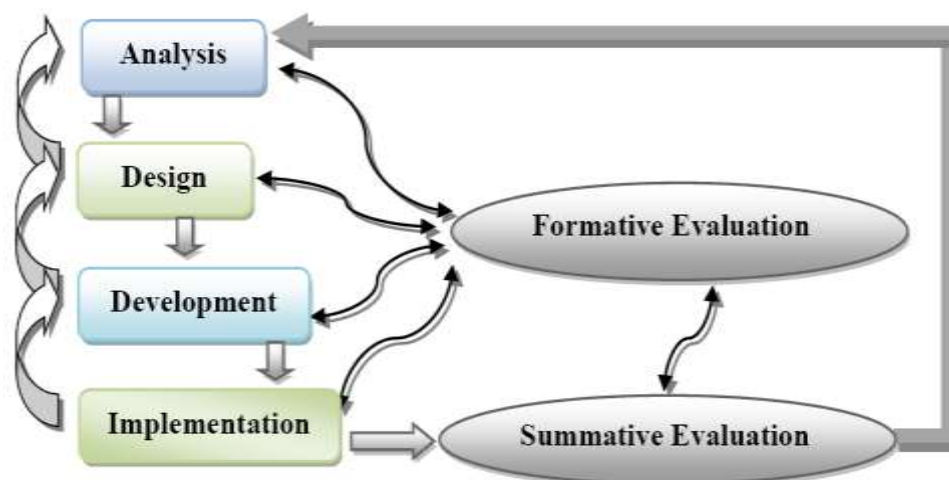 Analysis
Design
Formative Evaluation
Development
Implementation
Summative Evaluation